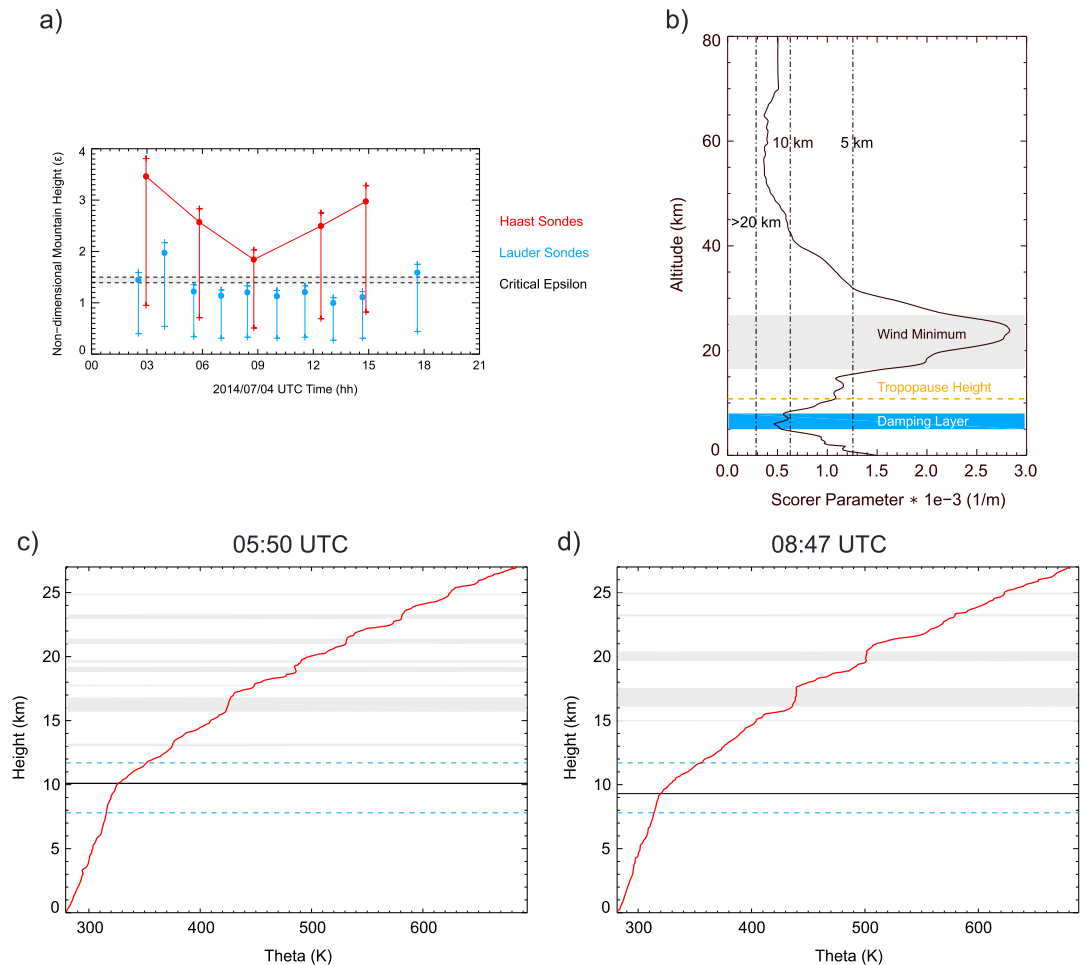 a)
Non-dimensional Mountain Height (ε)
4
3
2
1
0
00 03 06 09 12 15 18 21
2014/07/04 UTC Time (hh)
Haast Sondes
Lauder Sondes
Critical Epsilon
b)
Altitude (km)
80
60
40
20
0
10 km 5 km
>20 km
Wind Minimum
Tropopause Height
Damping Layer
0.0 0.5 1.0 1.5 2.0 2.5 3.0
Scorer Parameter * 1e-3 (1/m)
c) 05:50 UTC
Height (km)
25
20
15
10
5
0
300 400 500 600
Theta (K)
d) 08:47 UTC
Height (km)
25
20
15
10
5
0
300 400 500 600
Theta (K)